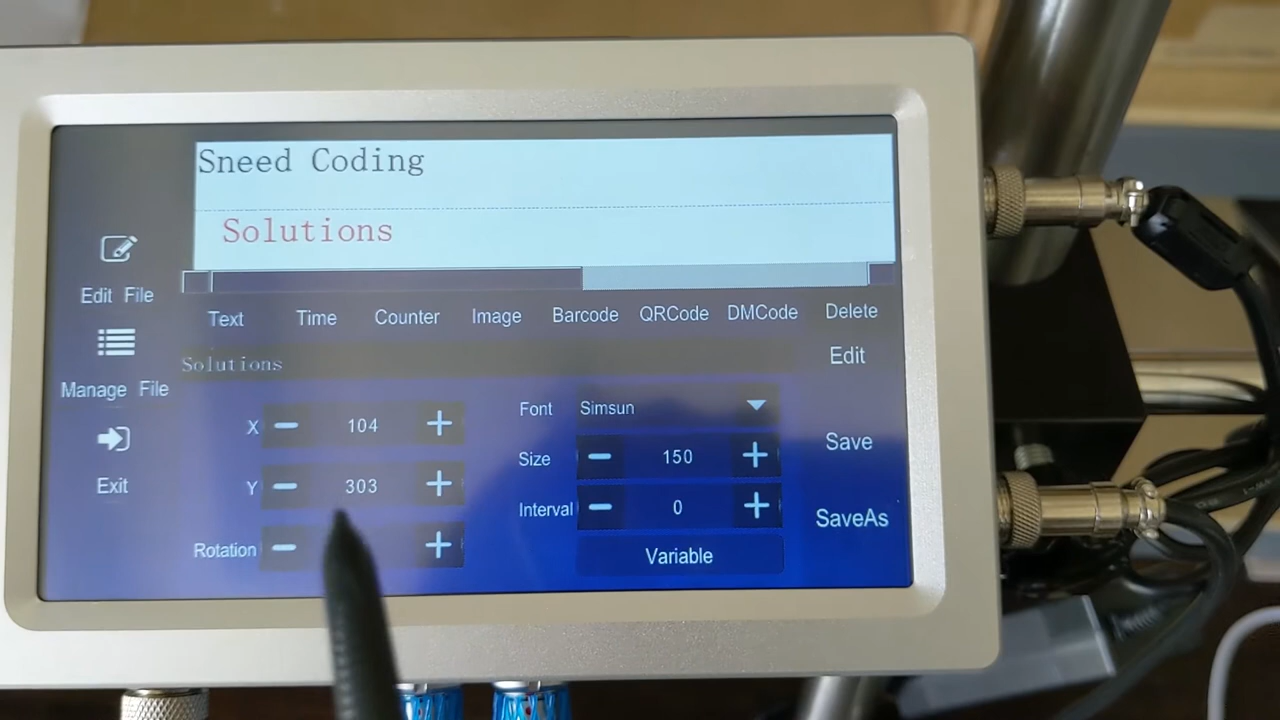 Sneed Coding
Solutions
Edit File
Manage File
Exit
Text Time Counter Image Barcode QRCode DMCode Delete
Solutions
Edit
X 104
Y 303
Rotation
Font Simsun
Size 150
Interval 0
Variable
Save
SaveAs